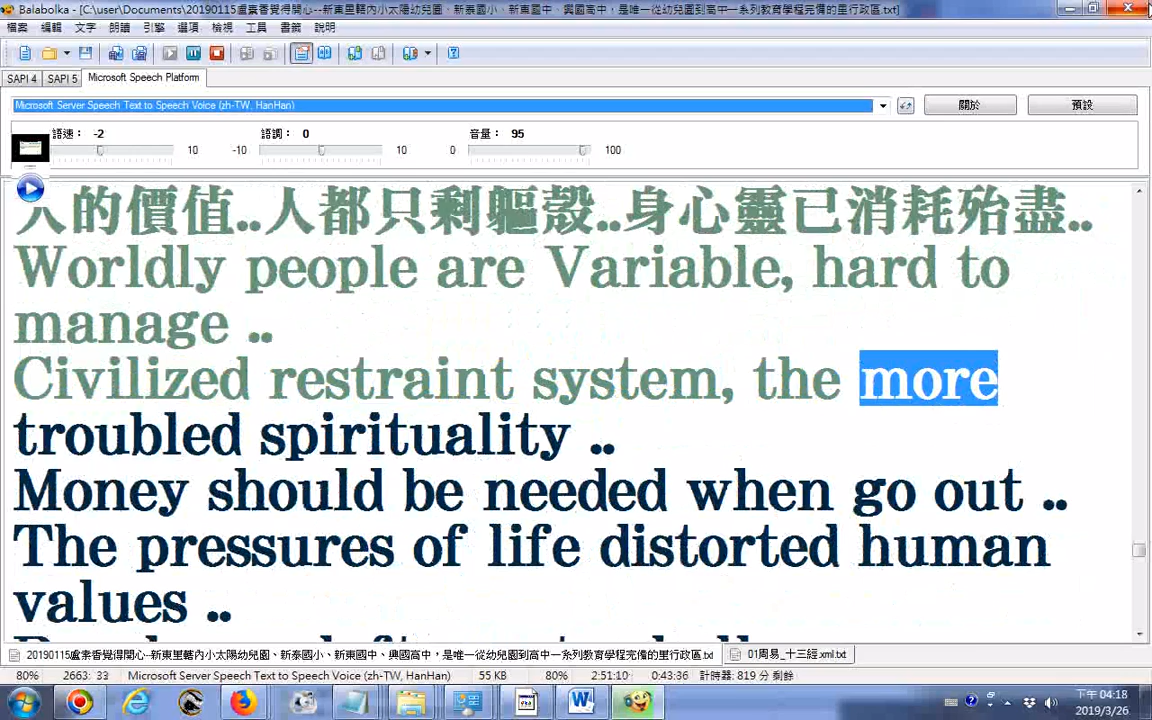 Balabolka - [C:\user\Documents\20190115盧素香覺得開心--新東里轄內小太陽幼兒園、新泰國小、新東國中、興國高中，是唯一從幼兒園到高中一系列教育學程完備的里行政區.txt]
檔案 編輯 文字 朗讀 引擎 選項 檢視 工具 書籤 說明
SAPI 4 SAPI 5 Microsoft Speech Platform
Microsoft Server Speech Text to Speech Voice (zh-TW, HanHan)
關於 預設
語速： -2 語調： 0 音量： 95
10 -10 10 0 100
人的價值..人都只剩軀殼..身心靈已消耗殆盡..
Worldly people are Variable, hard to
manage ..
Civilized restraint system, the more
troubled spirituality ..
Money should be needed when go out ..
The pressures of life distorted human
values ..
20190115盧素香覺得開心--新東里轄內小太陽幼兒園、新泰國小、新東國中、興國高中，是唯一從幼兒園到高中一系列教育學程完備的里行政區.txt 01周易_十三經.xml.txt
80% 2663: 33 Microsoft Server Speech Text to Speech Voice (zh-TW, HanHan) 55 KB 80% 2:51:10 0:43:36 計時器: 819 分 剩餘
下午 04:18
2019/3/26